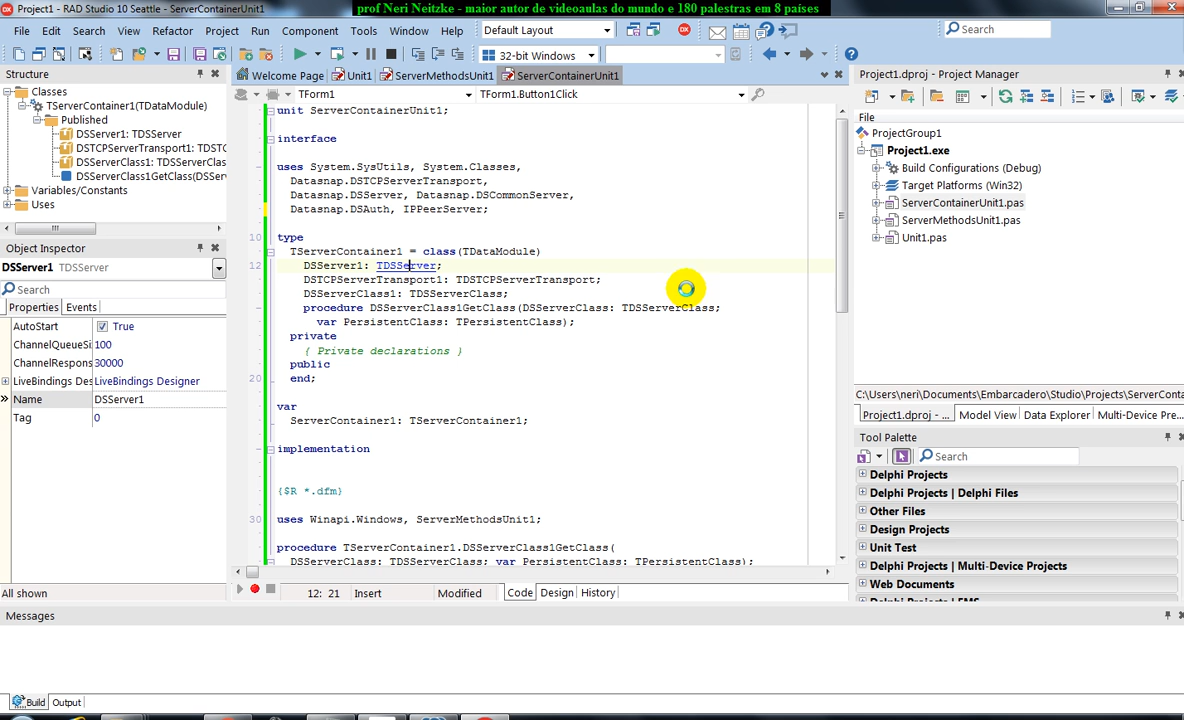 Project1 - RAD Studio 10 Seattle - ServerContainerUnit1
prof Neri Neitzke - maior autor de videoaulas do mundo e 180 palestras em 8 países
File Edit Search View Refactor Project Run Component Tools Window Help
Default Layout
Search
32-bit Windows
Structure
Classes
TServerContainer1(TDataModule)
Published
DSServer1: TDSServer
DSTCPServerTransport1: TDSTC
DSServerClass1: TDSServerClas
DSServerClass1GetClass(DSSer
Variables/Constants
Uses
Object Inspector
DSServer1 TDSServer
Search
Properties Events
AutoStart True
ChannelQueueSi 100
ChannelRespons 30000
LiveBindings Des LiveBindings Designer
Name DSServer1
Tag 0
All shown
Welcome Page Unit1 ServerMethodsUnit1 ServerContainerUnit1
TForm1 TForm1.Button1Click
unit ServerContainerUnit1;
interface
uses System.SysUtils, System.Classes,
Datasnap.DSTCPServerTransport,
Datasnap.DSServer, Datasnap.DSCommonServer,
Datasnap.DSAuth, IPPeerServer;
10 type
TServerContainer1 = class(TDataModule)
12 DSServer1: TDSServer;
DSTCPServerTransport1: TDSTCPServerTransport;
DSServerClass1: TDSServerClass;
procedure DSServerClass1GetClass(DSServerClass: TDSServerClass;
var PersistentClass: TPersistentClass);
private
{ Private declarations }
public
20 end;
var
ServerContainer1: TServerContainer1;
implementation
{$R *.dfm}
30 uses Winapi.Windows, ServerMethodsUnit1;
procedure TServerContainer1.DSServerClass1GetClass(
DSServerClass: TDSServerClass; var PersistentClass: TPersistentClass);
12: 21 Insert Modified Code Design History
Project1.dproj - Project Manager
File
ProjectGroup1
Project1.exe
Build Configurations (Debug)
Target Platforms (Win32)
ServerContainerUnit1.pas
ServerMethodsUnit1.pas
Unit1.pas
C:\Users\neri\Documents\Embarcadero\Studio\Projects\ServerConta
Project1.dproj - ... Model View Data Explorer Multi-Device Pre...
Tool Palette
Search
Delphi Projects
Delphi Projects | Delphi Files
Other Files
Design Projects
Unit Test
Delphi Projects | Multi-Device Projects
Web Documents
Delphi Projects | EMS
Messages
Build Output